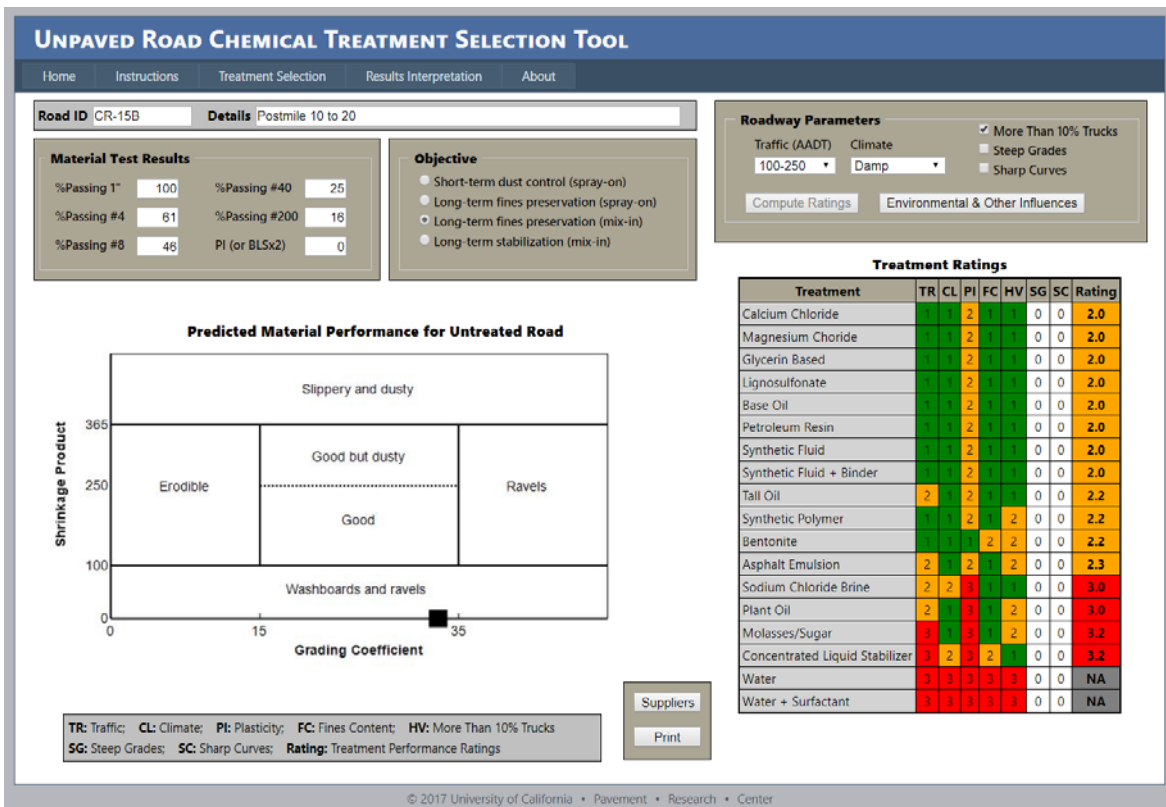 UNPAVED ROAD CHEMICAL TREATMENT SELECTION TOOL
Home Instructions Treatment Selection Results Interpretation About
Road ID CR-15B Details Postmile 10 to 20
Material Test Results
%Passing 1" 100 %Passing #40 25
%Passing #4 61 %Passing #200 16
%Passing #8 46 PI (or BLSx2) 0
Objective
Short-term dust control (spray-on)
Long-term fines preservation (spray-on)
Long-term fines preservation (mix-in)
Long-term stabilization (mix-in)
Roadway Parameters
Traffic (AADT) Climate
100-250 Damp
More Than 10% Trucks
Steep Grades
Sharp Curves
Compute Ratings Environmental & Other Influences
Predicted Material Performance for Untreated Road
Slippery and dusty
365
Good but dusty
Shrinkage Product
250 Erodible Ravels
Good
100
Washboards and ravels
0
0 15 35
Grading Coefficient
Treatment Ratings
Treatment TR CL PI FC HV SG SC Rating
Calcium Chloride 1 1 2 1 1 0 0 2.0
Magnesium Choride 1 1 2 1 1 0 0 2.0
Glycerin Based 1 1 2 1 1 0 0 2.0
Lignosulfonate 1 1 2 1 1 0 0 2.0
Base Oil 1 1 2 1 1 0 0 2.0
Petroleum Resin 1 1 2 1 1 0 0 2.0
Synthetic Fluid 1 1 2 1 1 0 0 2.0
Synthetic Fluid + Binder 1 1 2 1 1 0 0 2.0
Tall Oil 2 1 2 1 1 0 0 2.2
Synthetic Polymer 1 1 2 1 2 0 0 2.2
Bentonite 1 1 1 2 2 0 0 2.2
Asphalt Emulsion 2 1 2 1 2 0 0 2.3
Sodium Chloride Brine 2 2 3 1 1 0 0 3.0
Plant Oil 2 1 3 1 2 0 0 3.0
Molasses/Sugar 3 1 3 1 2 0 0 3.2
Concentrated Liquid Stabilizer 3 2 3 2 1 0 0 3.2
Water 3 3 3 3 3 0 0 NA
Water + Surfactant 3 3 3 3 3 0 0 NA
Suppliers
Print
TR: Traffic; CL: Climate; PI: Plasticity; FC: Fines Content; HV: More Than 10% Trucks
SG: Steep Grades; SC: Sharp Curves; Rating: Treatment Performance Ratings
© 2017 University of California • Pavement • Research • Center